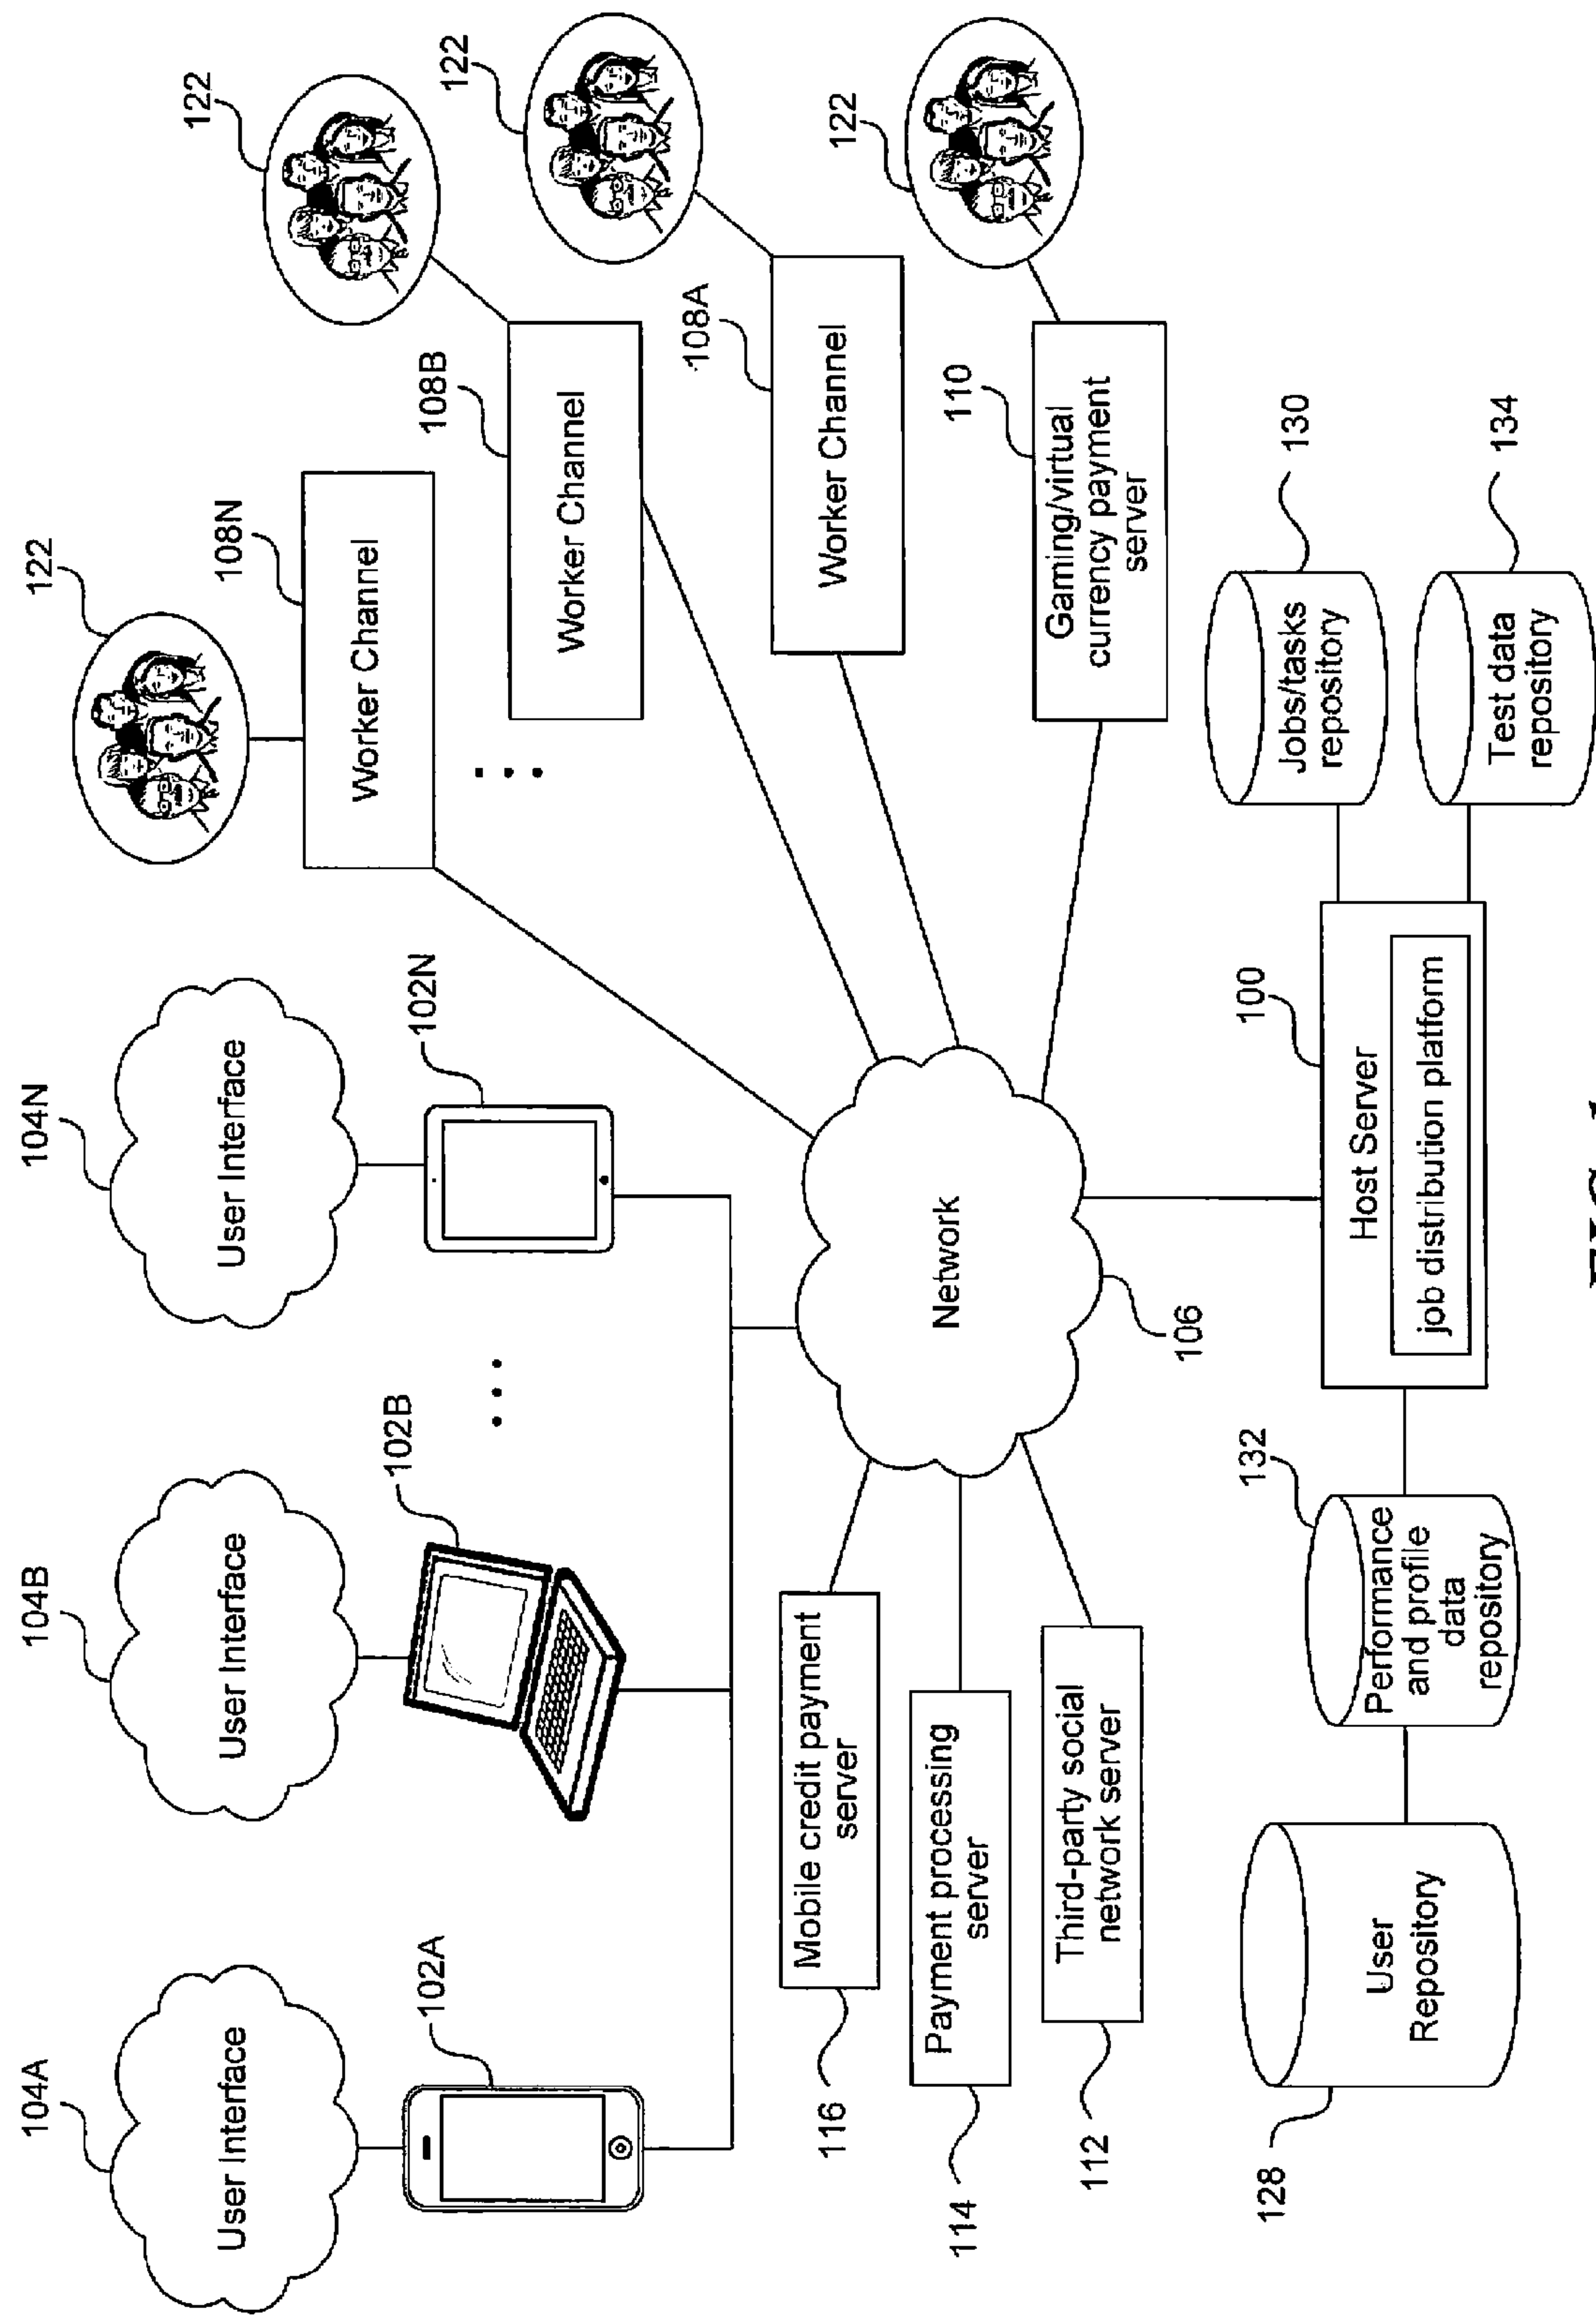 104A
User Interface
102A
104B
User Interface
102B
104N
User Interface
102N
122
108N
Worker Channel
122
108B
Worker Channel
122
108A
Worker Channel
122
110
Gaming/virtual
currency payment
server
Network
106
Mobile credit payment
server
116
Payment processing
server
114
Third-party social
network server
112
100
Host Server
job distribution platform
130
Jobs/tasks
repository
134
Test data
repository
132
Performance
and profile
data
repository
User
Repository
128